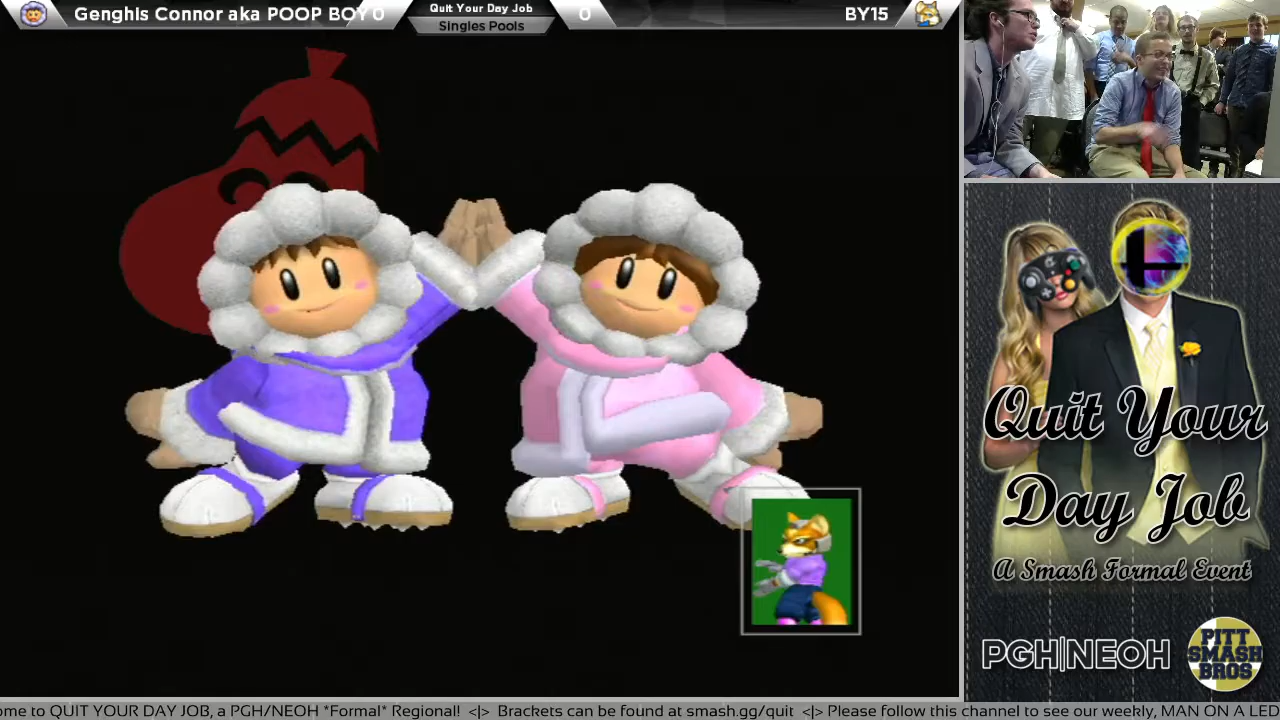 Genghis Connor aka POOP BOY 0
Quit Your Day Job
Singles Pools
0
BY15
Quit Your
Day Job
A Smash Formal Event
PGH|NEOH
PITT
SMASH
BROS
ome to QUIT YOUR DAY JOB, a PGH/NEOH *Formal* Regional! <|> Brackets can be found at smash.gg/quit <|> Please follow this channel to see our weekly, MAN ON A LED